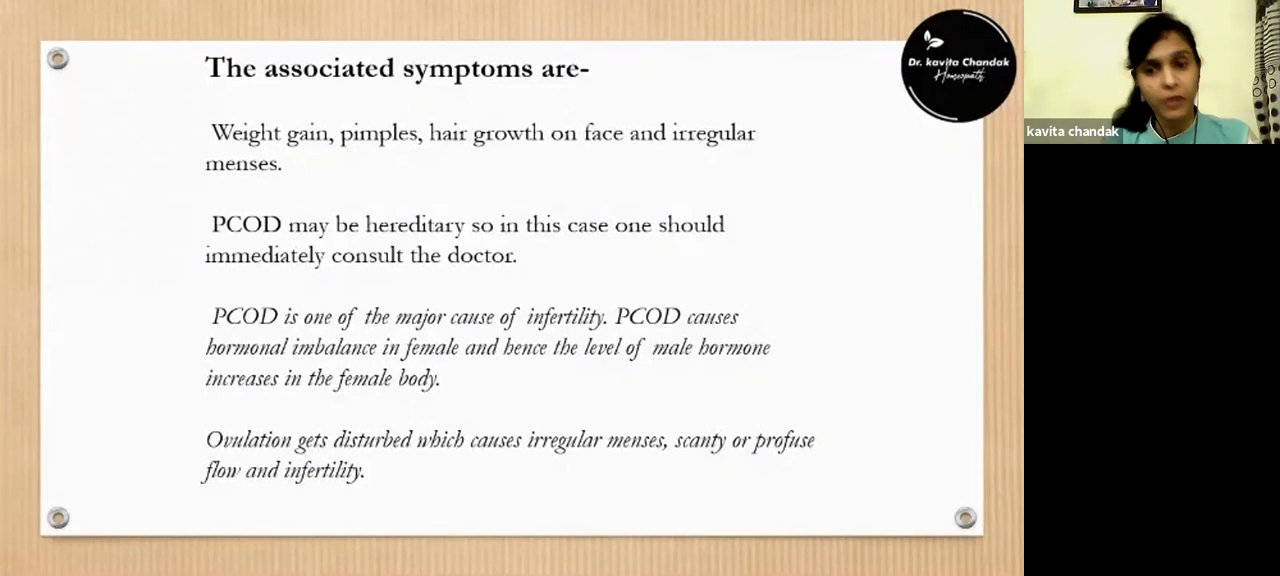 The associated symptoms are-
Weight gain, pimples, hair growth on face and irregular
menses.
PCOD may be hereditary so in this case one should
immediately consult the doctor.
PCOD is one of the major cause of infertility. PCOD causes
hormonal imbalance in female and hence the level of male hormone
increases in the female body.
Ovulation gets disturbed which causes irregular menses, scanty or profuse
flow and infertility.
Dr. kavita Chandak
Homeopath
kavita chandak